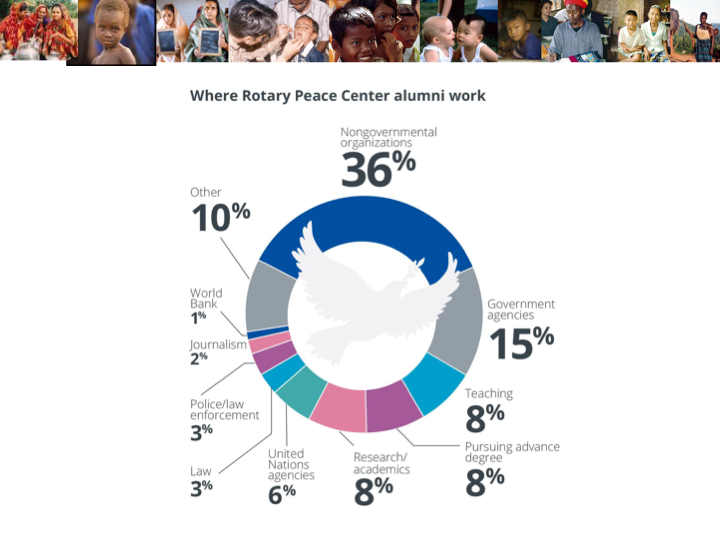 Where Rotary Peace Center alumni work
Nongovernmental
organizations
36%
Other
10%
World
Bank
1%
Journalism
2%
Police/law
enforcement
3%
Law
3%
United
Nations
agencies
6%
Research/
academics
8%
Pursuing advance
degree
8%
Teaching
8%
Government
agencies
15%